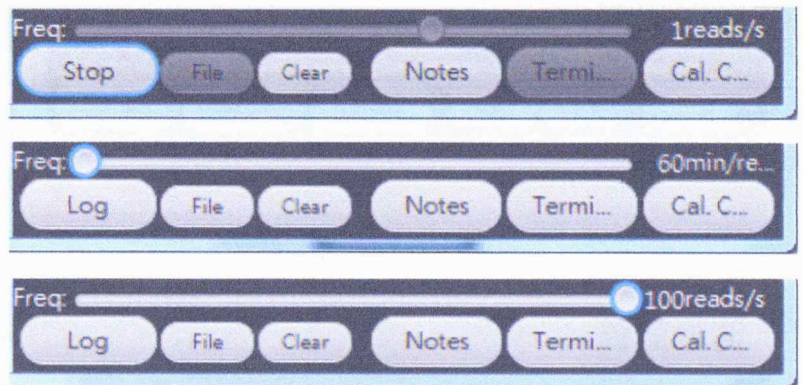 Freq: 1reads/s
Stop File Clear Notes Termi... Cal. C...
Freq: 60min/re...
Log File Clear Notes Termi... Cal. C...
Freq: 100reads/s
Log File Clear Notes Termi... Cal. C...